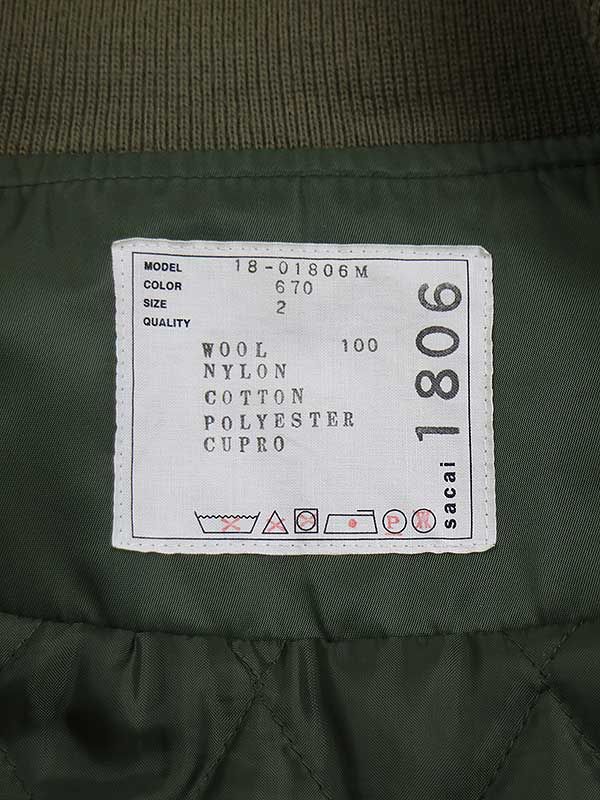 MODEL 18-01806M
COLOR 670
SIZE 2
QUALITY
WOOL 100
NYLON
COTTON
POLYESTER
CUPRO
P
sacai 1806